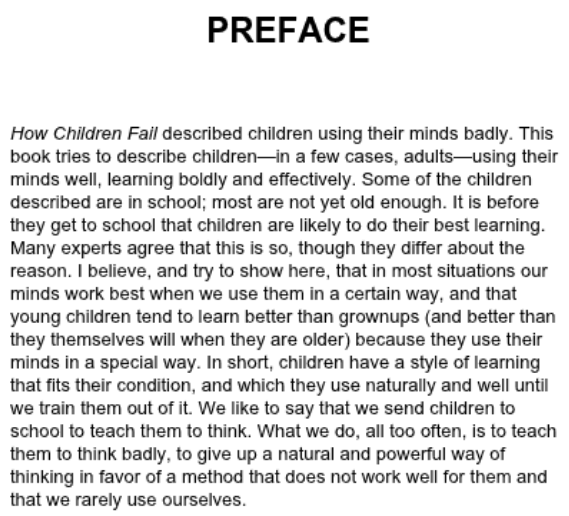 PREFACE
How Children Fail described children using their minds badly. This
book tries to describe children—in a few cases, adults—using their
minds well, learning boldly and effectively. Some of the children
described are in school; most are not yet old enough. It is before
they get to school that children are likely to do their best learning.
Many experts agree that this is so, though they differ about the
reason. I believe, and try to show here, that in most situations our
minds work best when we use them in a certain way, and that
young children tend to learn better than grownups (and better than
they themselves will when they are older) because they use their
minds in a special way. In short, children have a style of learning
that fits their condition, and which they use naturally and well until
we train them out of it. We like to say that we send children to
school to teach them to think. What we do, all too often, is to teach
them to think badly, to give up a natural and powerful way of
thinking in favor of a method that does not work well for them and
that we rarely use ourselves.